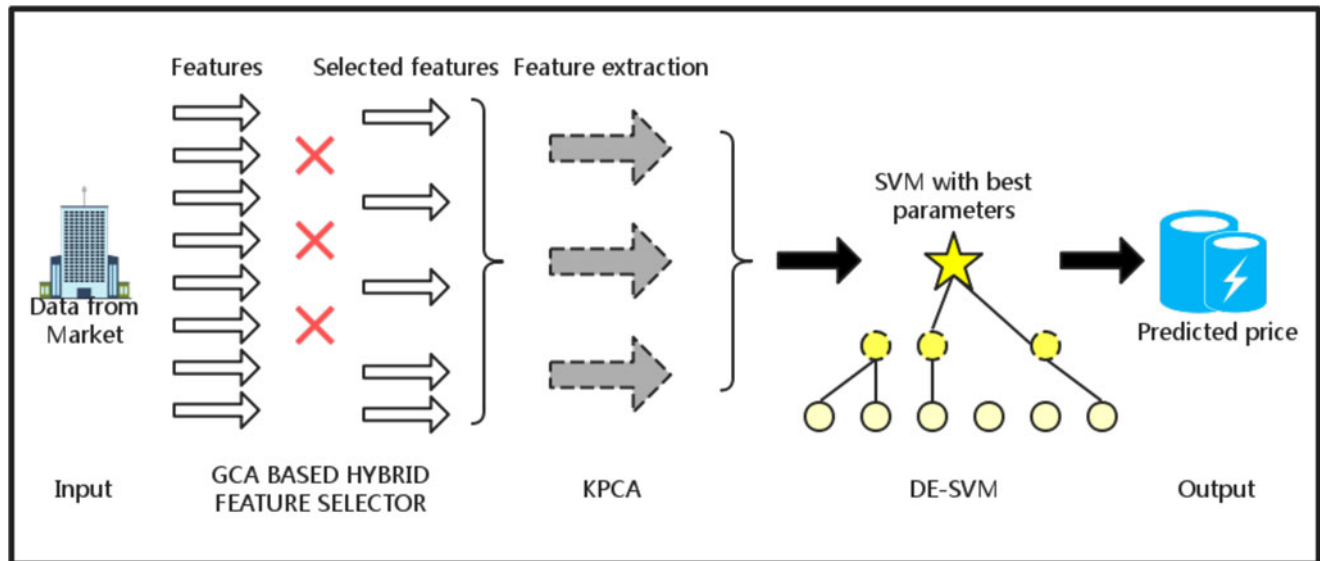 Features
Selected features
Feature extraction
SVM with best
parameters
Data from
Market
Predicted price
Input
GCA BASED HYBRID
FEATURE SELECTOR
KPCA
DE-SVM
Output